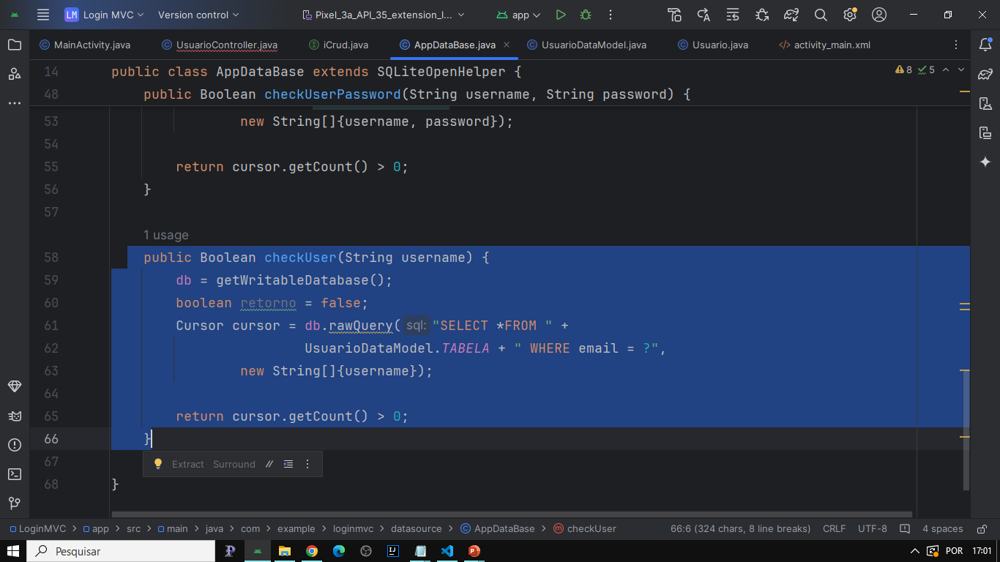 LM Login MVC Version control Pixel_3a_API_35_extension_l... app
MainActivity.java UsuarioController.java iCrud.java AppDataBase.java UsuarioDataModel.java Usuario.java </> activity_main.xml
14 public class AppDataBase extends SQLiteOpenHelper { 8 5
48 public Boolean checkUserPassword(String username, String password) {
53 new String[]{username, password});
54
55 return cursor.getCount() > 0;
56 }
57
1 usage
58 public Boolean checkUser(String username) {
59 db = getWritableDatabase();
60 boolean retorno = false;
61 Cursor cursor = db.rawQuery( sql: "SELECT *FROM " +
62 UsuarioDataModel.TABELA + " WHERE email = ?",
63 new String[]{username});
64
65 return cursor.getCount() > 0;
66 }
67 Extract Surround //
68 }
LoginMVC > app > src > main > java > com > example > loginmvc > datasource > AppDataBase > checkUser 66:6 (324 chars, 8 line breaks) CRLF UTF-8 4 spaces
Pesquisar POR 17:01